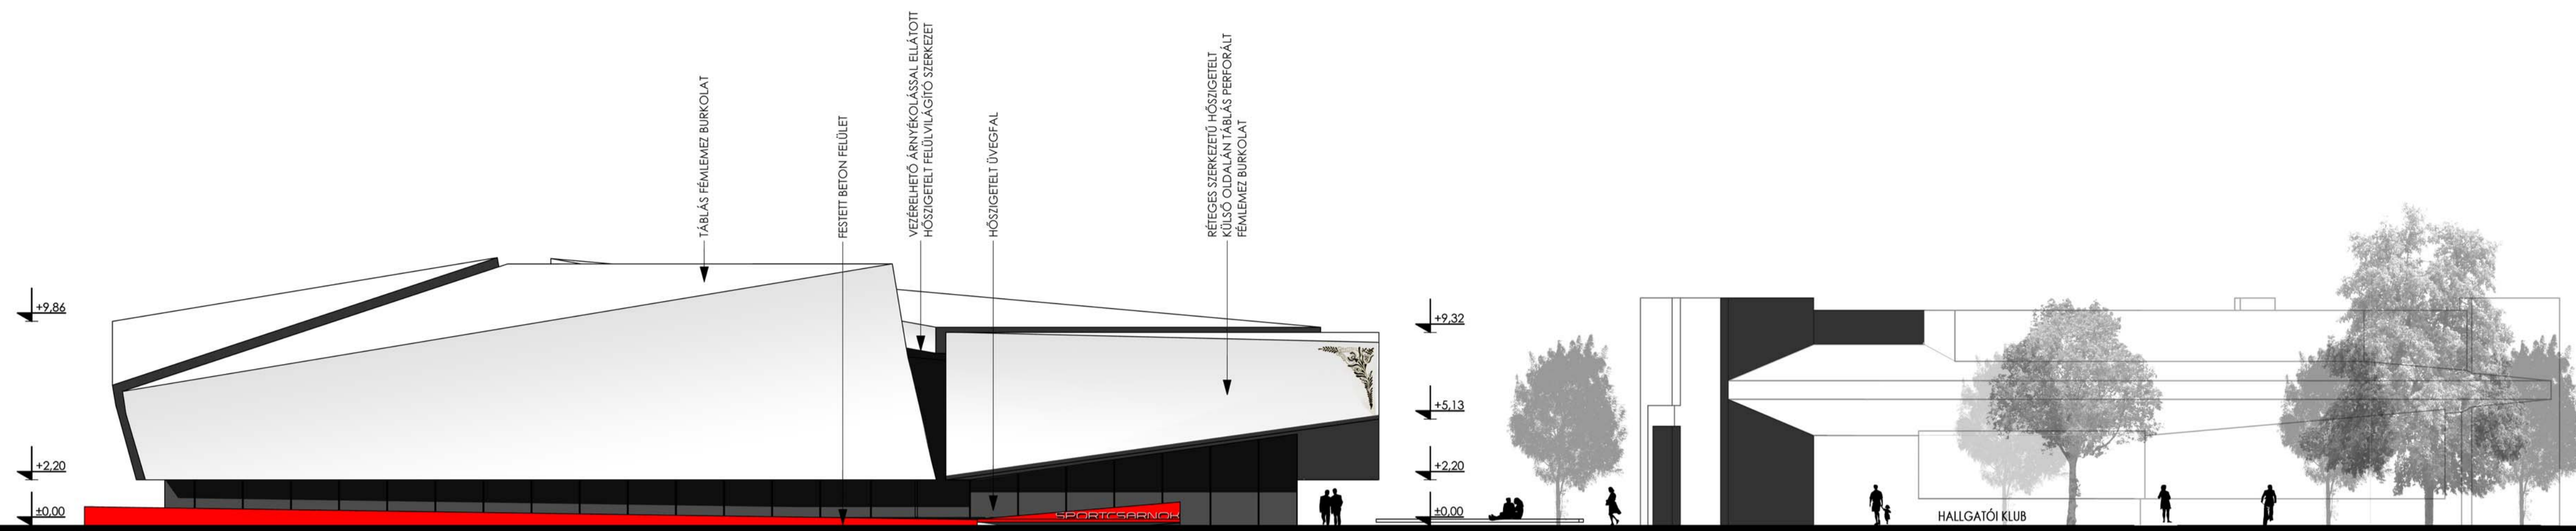 TÁBLÁS FÉMLEMEZ BURKOLAT
FESTETT BETON FELÜLET
VEZÉRELHETŐ ÁRNYÉKOLÁSSAL ELLÁTOTT
HŐSZIGETELT FELÜLVILÁGÍTÓ SZERKEZET
HŐSZIGETELT ÜVEGFAL
RÉTEGES SZERKEZETŰ HŐSZIGETELT
KÜLSŐ OLDALÁN TÁBLÁS PERFORÁLT
FÉMLEMEZ BURKOLAT
+9,86
+2,20
±0,00
+9,32
+5,13
+2,20
±0,00
SPORTCSARNOK
HALLGATÓI KLUB